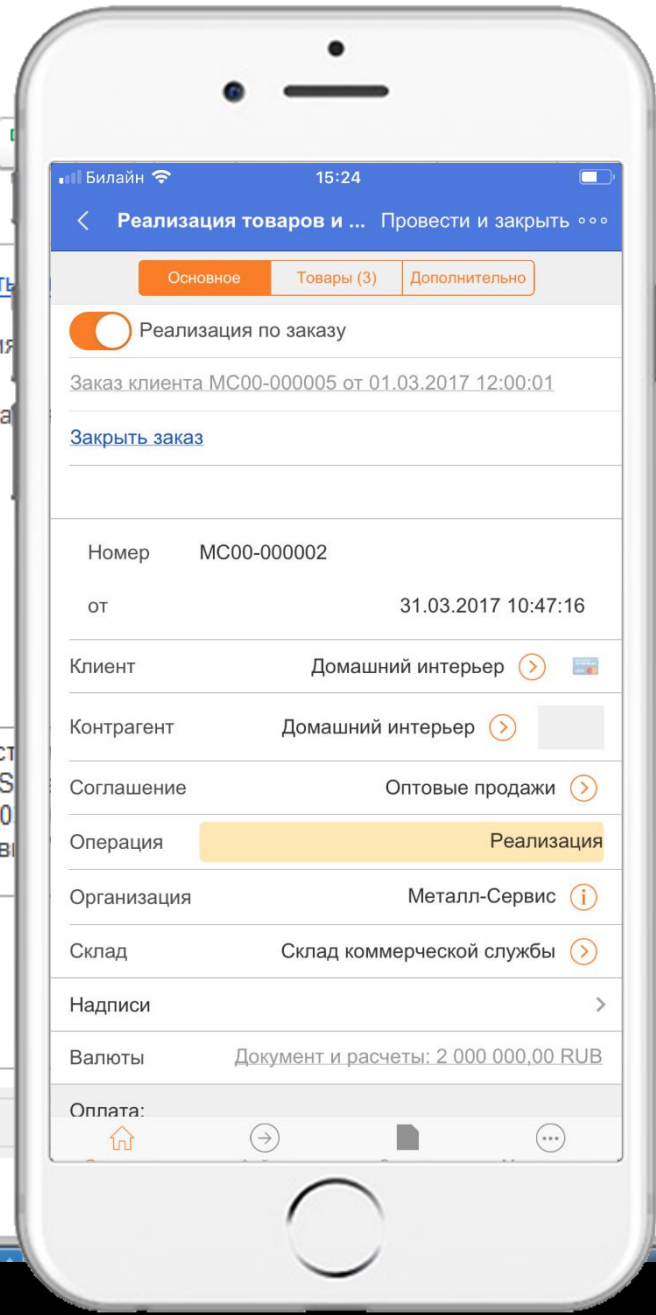 Билайн 15:24
Реализация товаров и ... Провести и закрыть
Основное Товары (3) Дополнительно
Реализация по заказу
Заказ клиента МС00-000005 от 01.03.2017 12:00:01
Закрыть заказ
Номер МС00-000002
от 31.03.2017 10:47:16
Клиент Домашний интерьер
Контрагент Домашний интерьер
Соглашение Оптовые продажи
Операция Реализация
Организация Металл-Сервис
Склад Склад коммерческой службы
Надписи
Валюты Документ и расчеты: 2 000 000,00 RUB
Оплата: